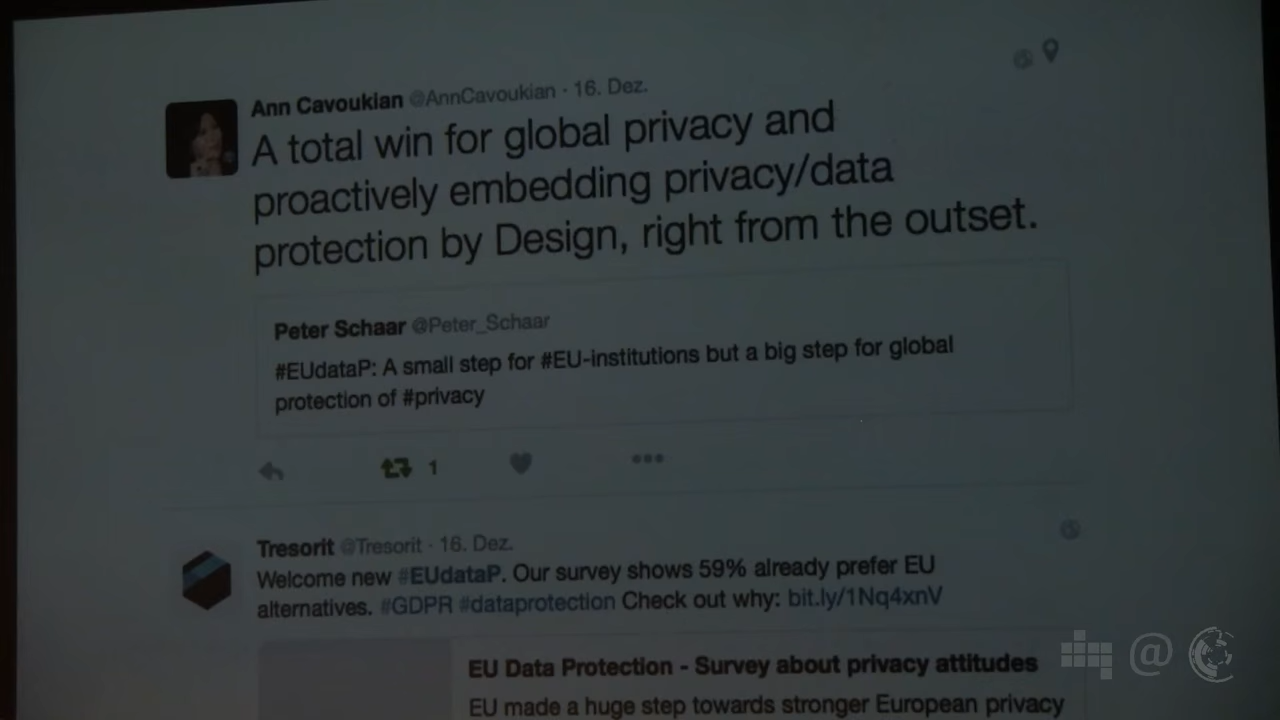 Ann Cavoukian @AnnCavoukian · 16. Dez.
A total win for global privacy and
proactively embedding privacy/data
protection by Design, right from the outset.
Peter Schaar @Peter_Schaar
#EUdataP: A small step for #EU-institutions but a big step for global
protection of #privacy
1
Tresorit @Tresorit · 16. Dez.
Welcome new #EUdataP. Our survey shows 59% already prefer EU
alternatives. #GDPR #dataprotection Check out why: bit.ly/1Nq4xnV
EU Data Protection - Survey about privacy attitudes
EU made a huge step towards stronger European privacy